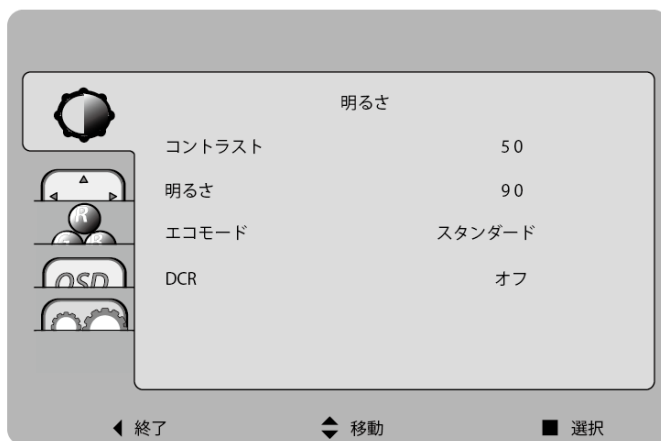 明るさ
コントラスト 50
明るさ 90
エコモード スタンダード
DCR オフ
R
OSD
終了 移動 選択